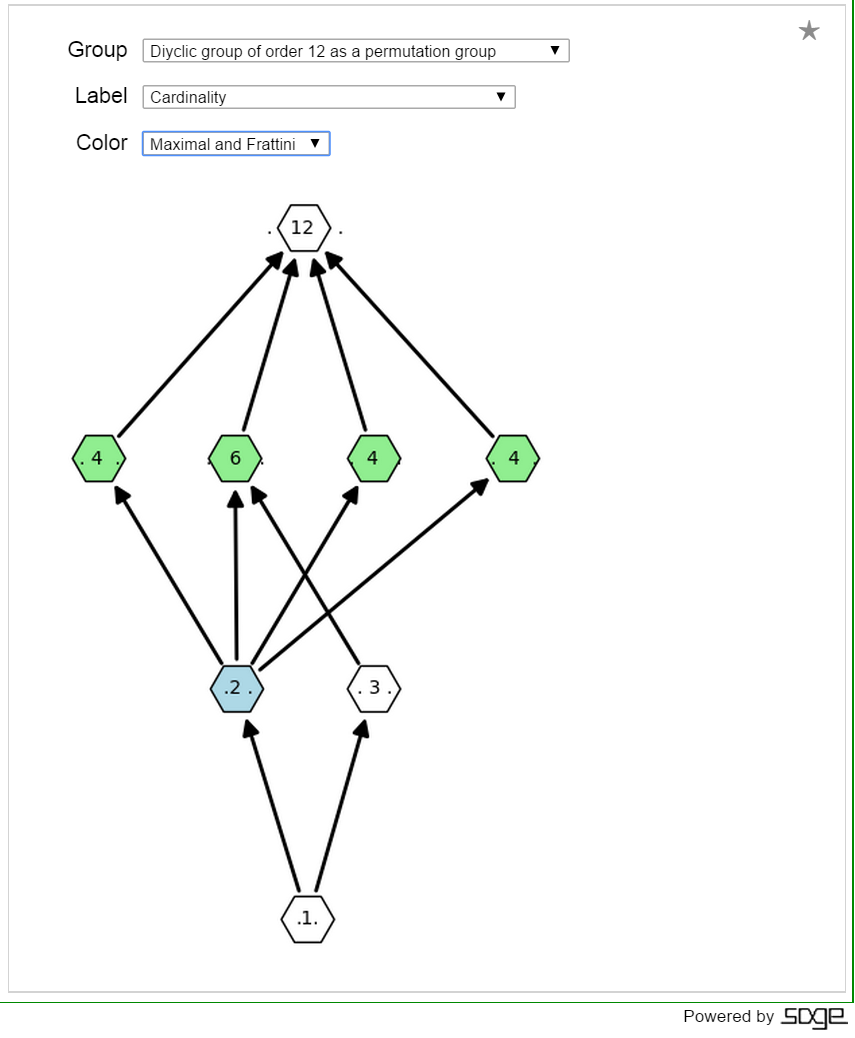 Group Diyclic group of order 12 as a permutation group
Label Cardinality
Color Maximal and Frattini
. 12 .
. 4 . . 6 . . 4 . . 4 .
.2 . . 3 .
.1.
Powered by sage